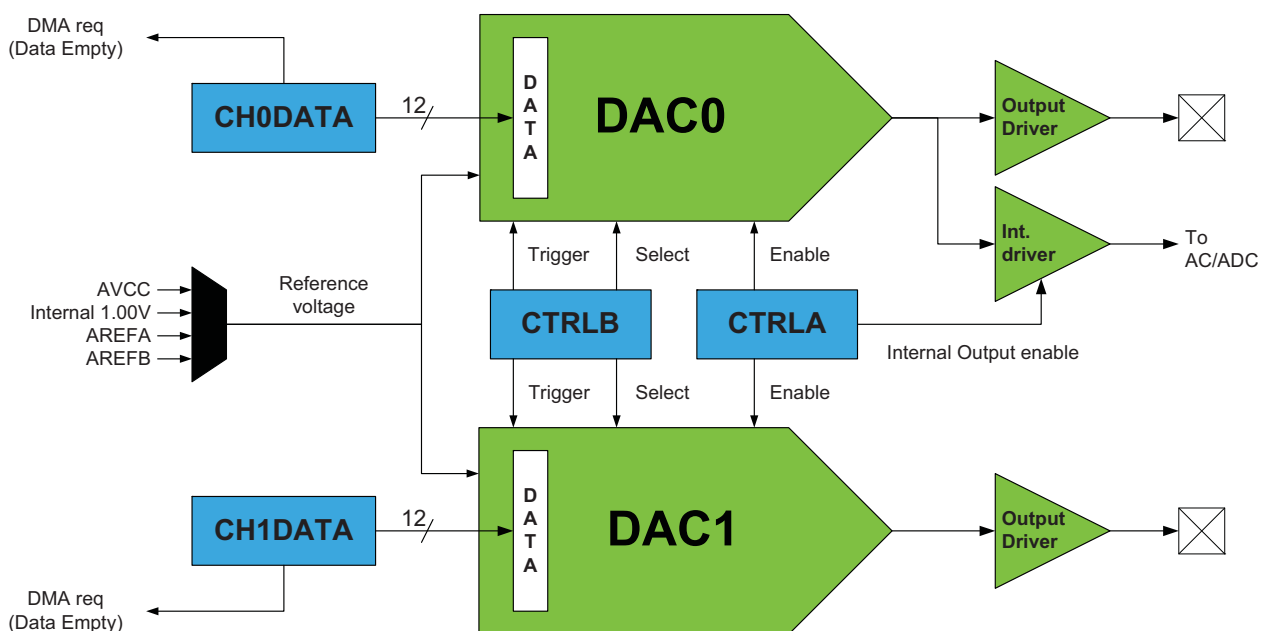 DMA req
(Data Empty)
CH0DATA
12
DATA
DAC0
Output
Driver
Int.
driver
To
AC/ADC
Trigger
Select
Enable
AVCC
Internal 1.00V
AREFA
AREFB
Reference
voltage
CTRLB
CTRLA
Internal Output enable
Trigger
Select
Enable
CH1DATA
12
DATA
DAC1
Output
Driver
DMA req
(Data Empty)